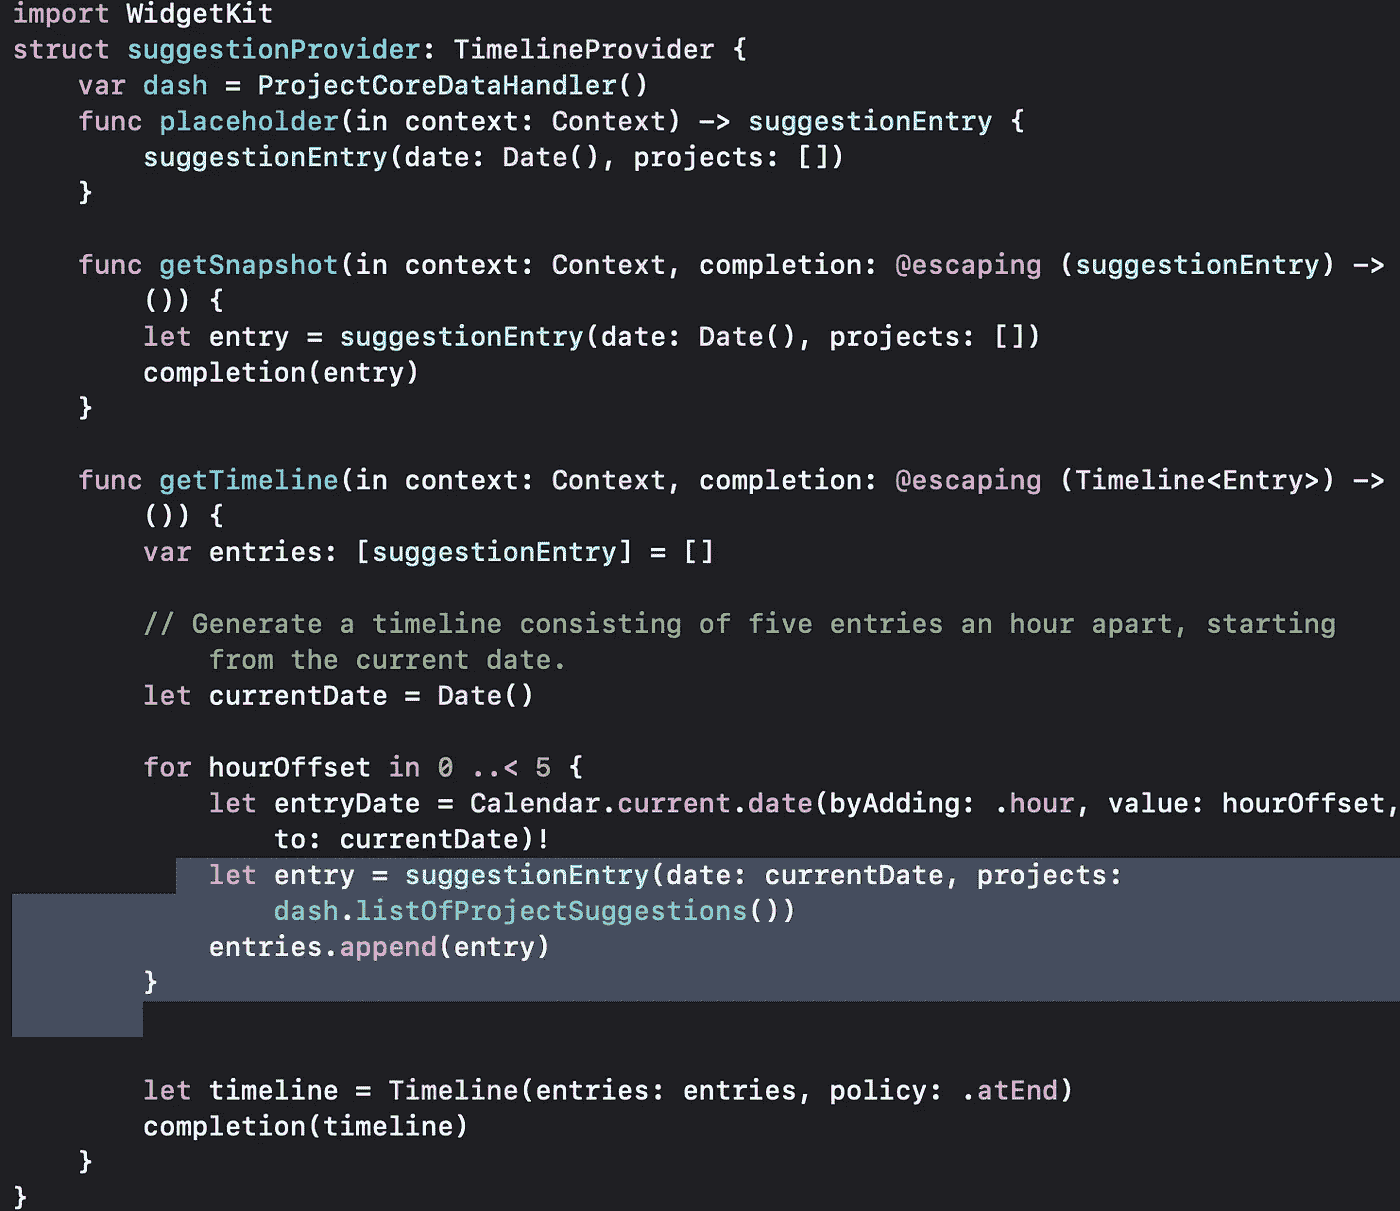 import WidgetKit
struct suggestionProvider: TimelineProvider {
    var dash = ProjectCoreDataHandler()
    func placeholder(in context: Context) -> suggestionEntry {
        suggestionEntry(date: Date(), projects: [])
    }

    func getSnapshot(in context: Context, completion: @escaping (suggestionEntry) ->
        ()) {
        let entry = suggestionEntry(date: Date(), projects: [])
        completion(entry)
    }

    func getTimeline(in context: Context, completion: @escaping (Timeline<Entry>) ->
        ()) {
        var entries: [suggestionEntry] = []

        // Generate a timeline consisting of five entries an hour apart, starting
            from the current date.
        let currentDate = Date()

        for hourOffset in 0 ..< 5 {
            let entryDate = Calendar.current.date(byAdding: .hour, value: hourOffset,
                to: currentDate)!
            let entry = suggestionEntry(date: currentDate, projects:
                dash.listOfProjectSuggestions())
            entries.append(entry)
        }

        let timeline = Timeline(entries: entries, policy: .atEnd)
        completion(timeline)
    }
}